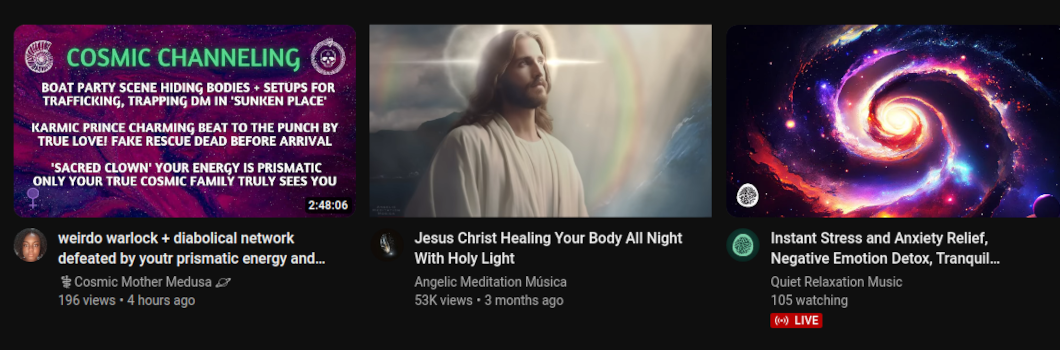 COSMIC CHANNELING
BOAT PARTY SCENE HIDING BODIES + SETUPS FOR
TRAFFICKING, TRAPPING DM IN 'SUNKEN PLACE'
KARMIC PRINCE CHARMING BEAT TO THE PUNCH BY
TRUE LOVE! FAKE RESCUE DEAD BEFORE ARRIVAL
'SACRED CLOWN' YOUR ENERGY IS PRISMATIC
ONLY YOUR TRUE COSMIC FAMILY TRULY SEES YOU
2:48:06
weirdo warlock + diabolical network
defeated by youtr prismatic energy and…
⚕Cosmic Mother Medusa 🪐
196 views • 4 hours ago
Jesus Christ Healing Your Body All Night
With Holy Light
Angelic Meditation Música
53K views • 3 months ago
Instant Stress and Anxiety Relief,
Negative Emotion Detox, Tranquil…
Quiet Relaxation Music
105 watching
LIVE